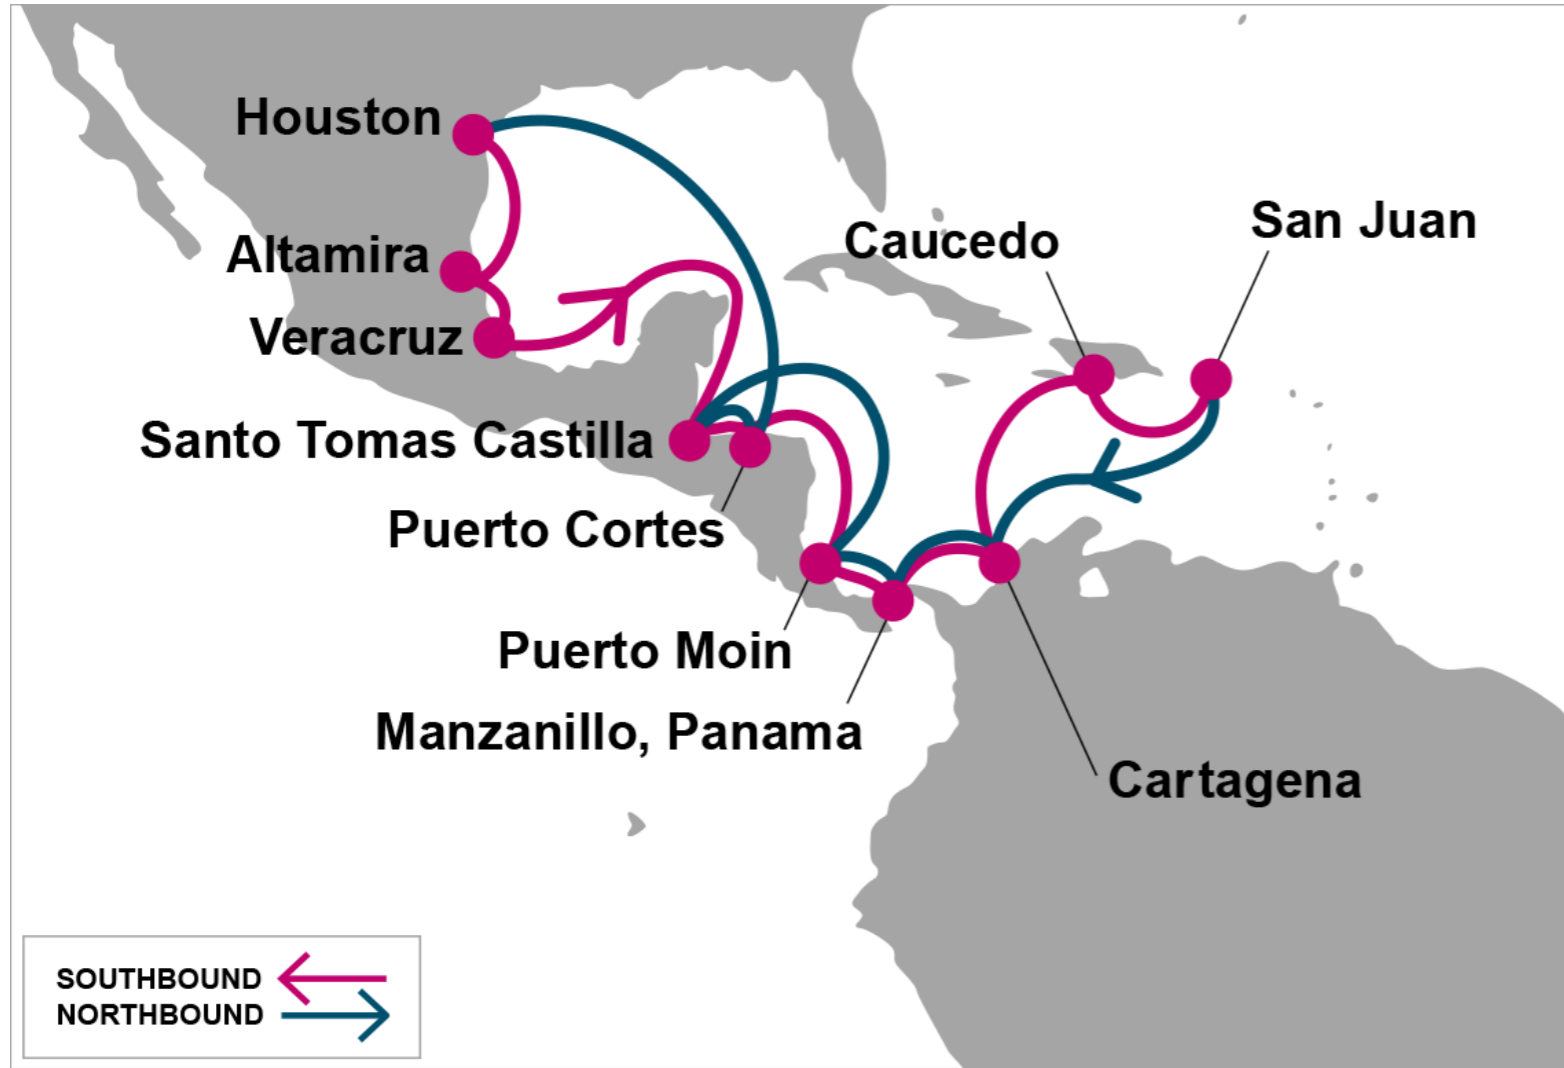 Houston
San Juan
Caucedo
Altamira
Veracruz
Santo Tomas Castilla
Puerto Cortes
Puerto Moin
Manzanillo, Panama
Cartagena
SOUTHBOUND
NORTHBOUND